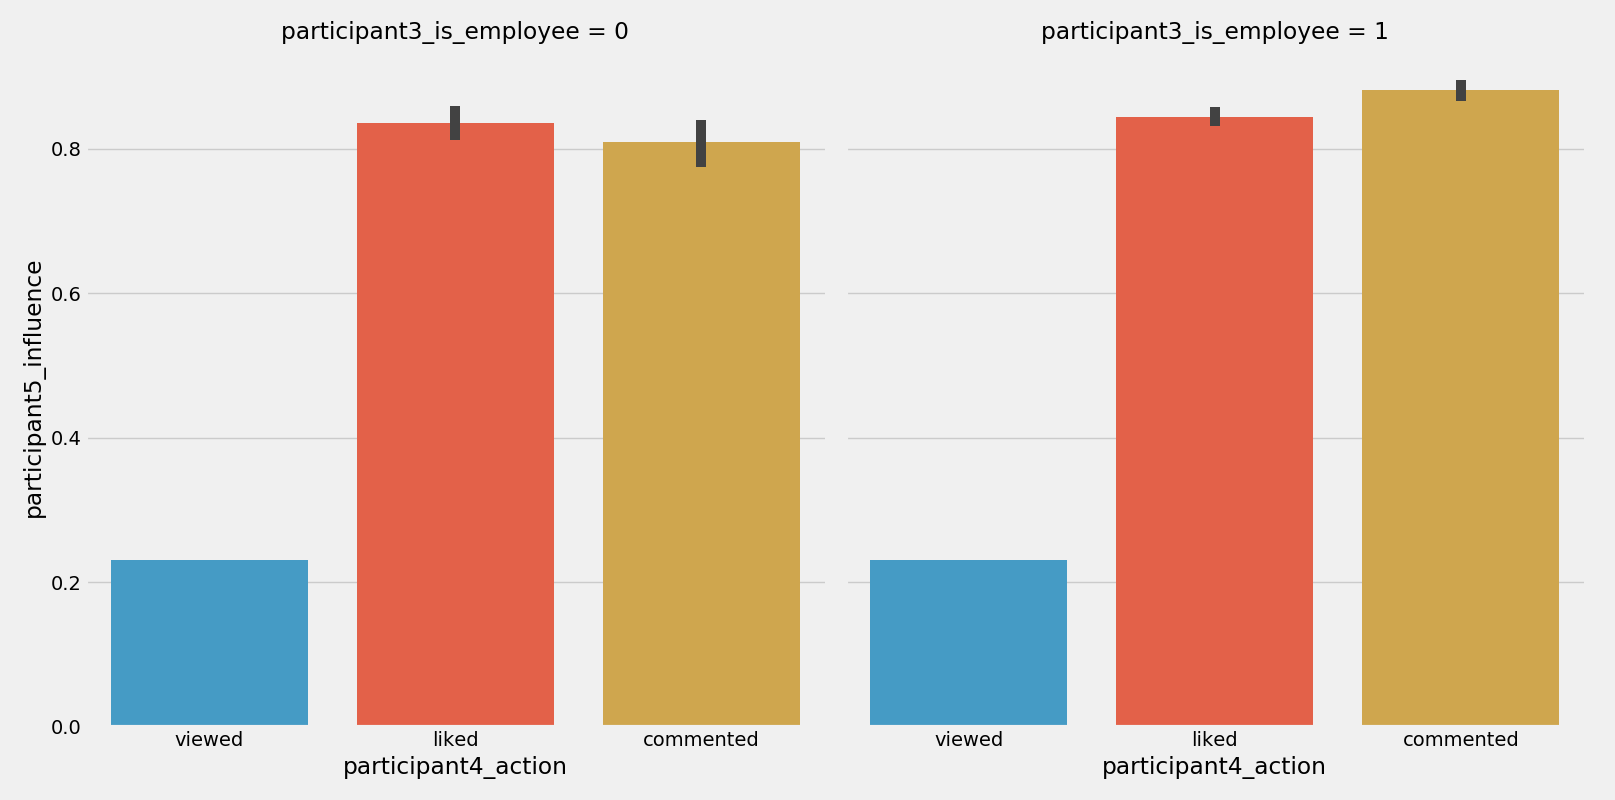 participant3_is_employee = 0
participant3_is_employee = 1
participant5_influence
0.8
0.6
0.4
0.2
0.0
viewed
liked
commented
viewed
liked
commented
participant4_action
participant4_action